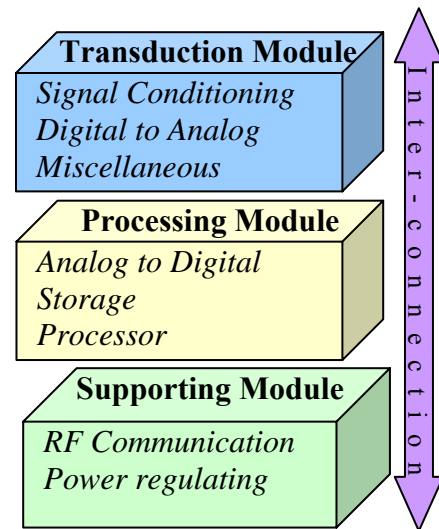 Transduction Module
Signal Conditioning
Digital to Analog
Miscellaneous
Processing Module
Analog to Digital
Storage
Processor
Supporting Module
RF Communication
Power regulating
Inter-connection